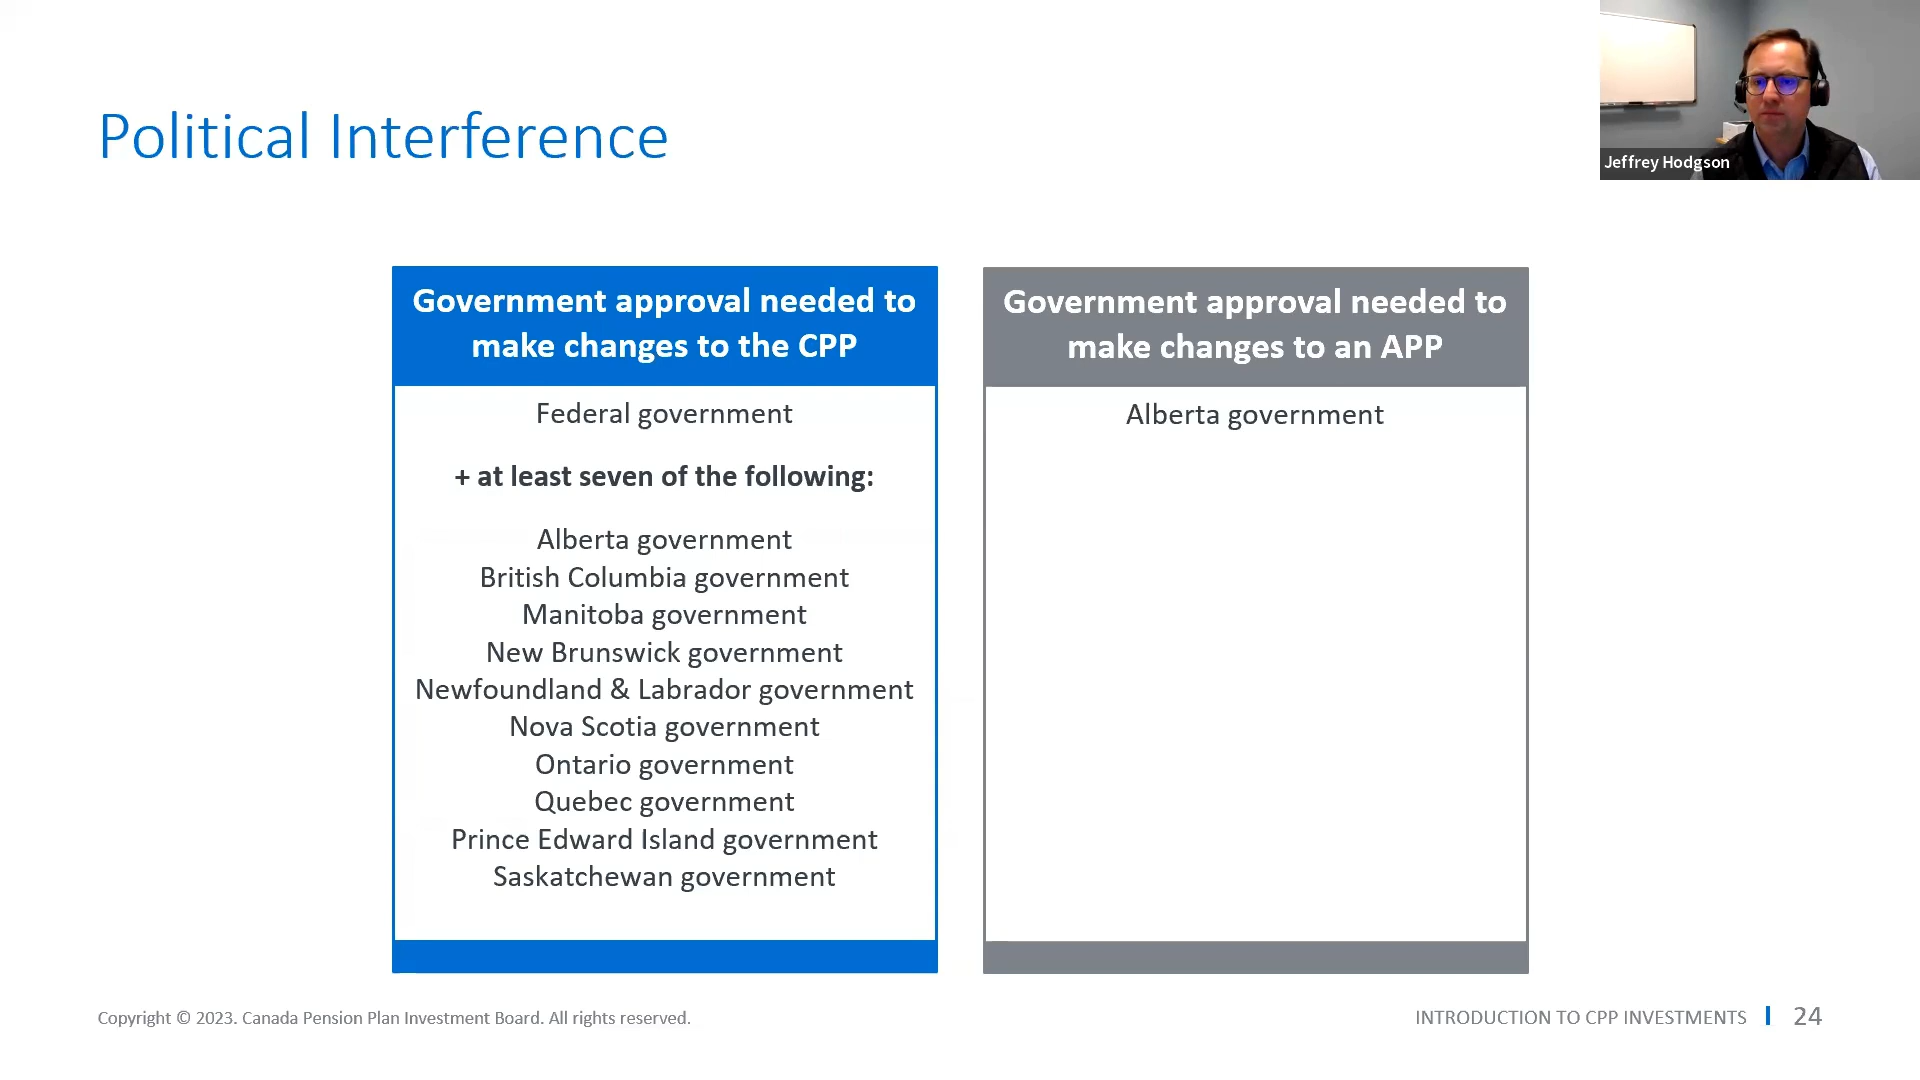 Political Interference
Jeffrey Hodgson
Government approval needed to
make changes to the CPP
Federal government
+ at least seven of the following:
Alberta government
British Columbia government
Manitoba government
New Brunswick government
Newfoundland & Labrador government
Nova Scotia government
Ontario government
Quebec government
Prince Edward Island government
Saskatchewan government
Government approval needed to
make changes to an APP
Alberta government
Copyright © 2023. Canada Pension Plan Investment Board. All rights reserved.
INTRODUCTION TO CPP INVESTMENTS
24